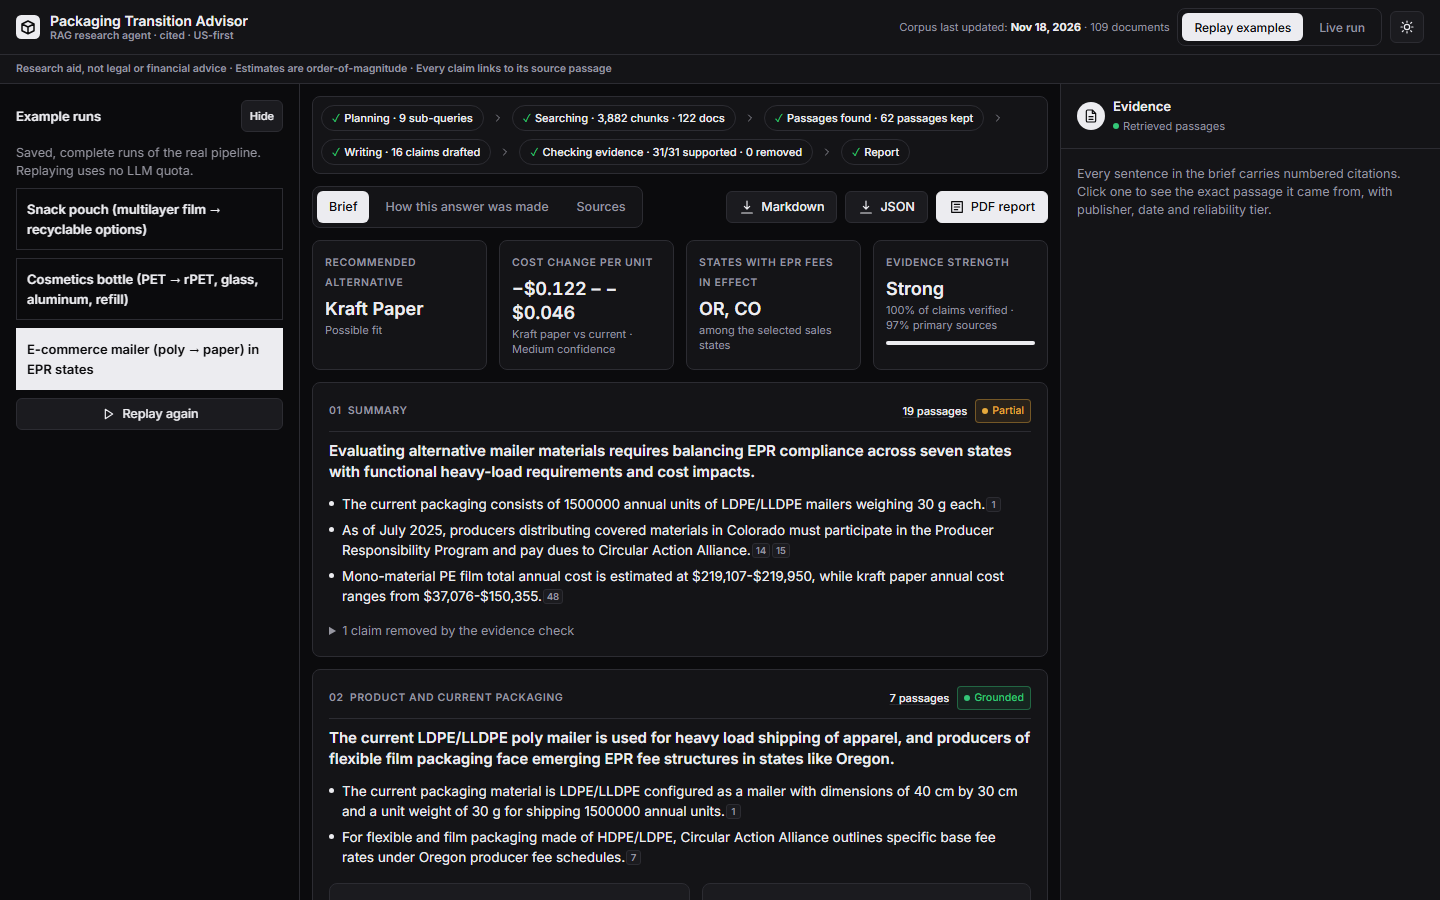 Packaging Transition Advisor
RAG research agent · cited · US-first
Corpus last updated: Nov 18, 2026 · 109 documents
Replay examples
Live run
Research aid, not legal or financial advice · Estimates are order-of-magnitude · Every claim links to its source passage
Example runs
Hide
Saved, complete runs of the real pipeline.
Replaying uses no LLM quota.
Snack pouch (multilayer film →
recyclable options)
Cosmetics bottle (PET → rPET, glass,
aluminum, refill)
E-commerce mailer (poly → paper) in
EPR states
Replay again
✓ Planning · 9 sub-queries
✓ Searching · 3,882 chunks · 122 docs
✓ Passages found · 62 passages kept
✓ Writing · 16 claims drafted
✓ Checking evidence · 31/31 supported · 0 removed
✓ Report
Brief
How this answer was made
Sources
Markdown
JSON
PDF report
RECOMMENDED
ALTERNATIVE
Kraft Paper
Possible fit
COST CHANGE PER UNIT
−$0.122 – −
$0.046
Kraft paper vs current ·
Medium confidence
STATES WITH EPR FEES
IN EFFECT
OR, CO
among the selected sales
states
EVIDENCE STRENGTH
Strong
100% of claims verified ·
97% primary sources
01 SUMMARY
19 passages
Partial
Evaluating alternative mailer materials requires balancing EPR compliance across seven states
with functional heavy-load requirements and cost impacts.
• The current packaging consists of 1500000 annual units of LDPE/LLDPE mailers weighing 30 g each. 1
• As of July 2025, producers distributing covered materials in Colorado must participate in the Producer
Responsibility Program and pay dues to Circular Action Alliance. 14 15
• Mono-material PE film total annual cost is estimated at $219,107-$219,950, while kraft paper annual cost
ranges from $37,076-$150,355. 48
▶ 1 claim removed by the evidence check
02 PRODUCT AND CURRENT PACKAGING
7 passages
Grounded
The current LDPE/LLDPE poly mailer is used for heavy load shipping of apparel, and producers of
flexible film packaging face emerging EPR fee structures in states like Oregon.
• The current packaging material is LDPE/LLDPE configured as a mailer with dimensions of 40 cm by 30 cm
and a unit weight of 30 g for shipping 1500000 annual units. 1
• For flexible and film packaging made of HDPE/LDPE, Circular Action Alliance outlines specific base fee
rates under Oregon producer fee schedules. 7
Evidence
Retrieved passages
Every sentence in the brief carries numbered citations.
Click one to see the exact passage it came from, with
publisher, date and reliability tier.